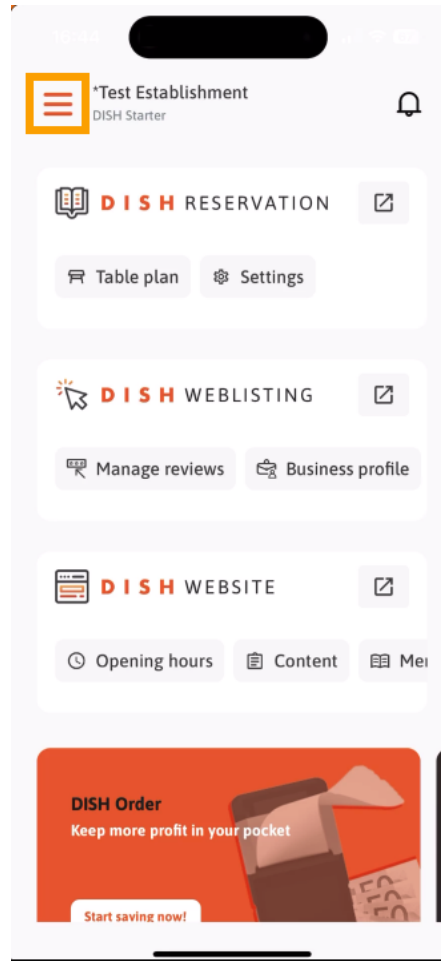 *Test Establishment
DISH Starter
DISH RESERVATION
Table plan Settings
DISH WEBLISTING
Manage reviews Business profile
DISH WEBSITE
Opening hours Content
DISH Order
Keep more profit in your pocket
Start saving now!